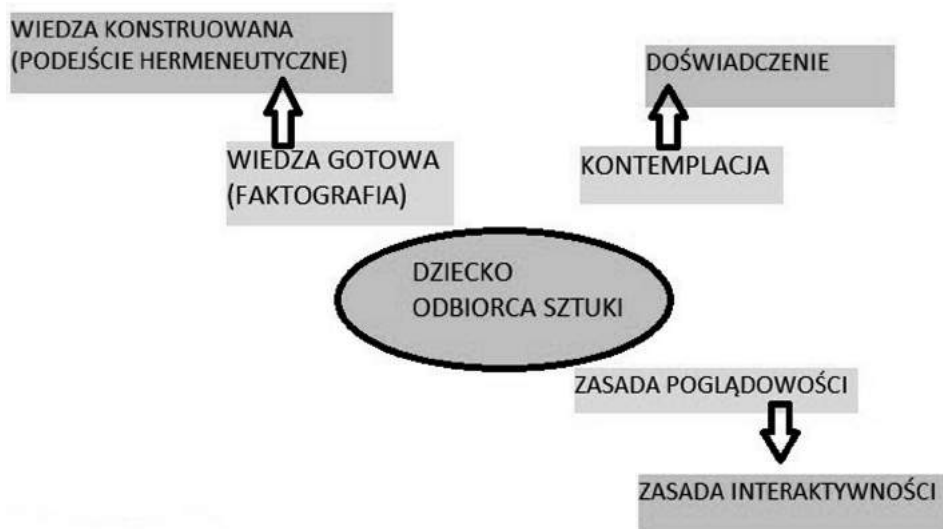 WIEDZA KONSTRUOWANA
(PODEJŚCIE HERMENEUTYCZNE)
DOŚWIADCZENIE
WIEDZA GOTOWA
(FAKTOGRAFIA)
KONTEMPLACJA
DZIECKO
ODBIORCA SZTUKI
ZASADA POGLĄDOWOŚCI
ZASADA INTERAKTYWNOŚCI